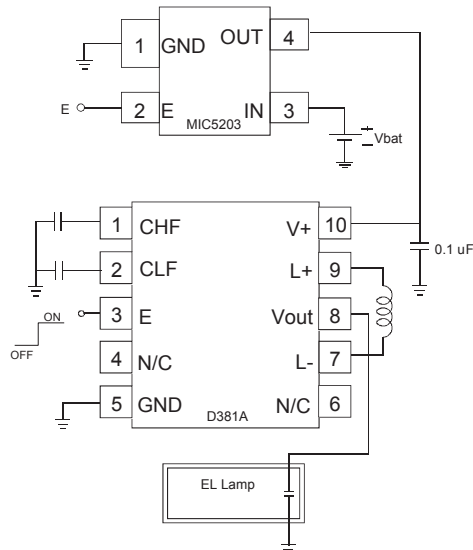 1 GND OUT 4
E 2 E IN 3
MIC5203
+
− Vbat
1 CHF V+ 10
0.1 uF
2 CLF L+ 9
ON
OFF
3 E Vout 8
4 N/C L- 7
5 GND N/C 6
D381A
EL Lamp